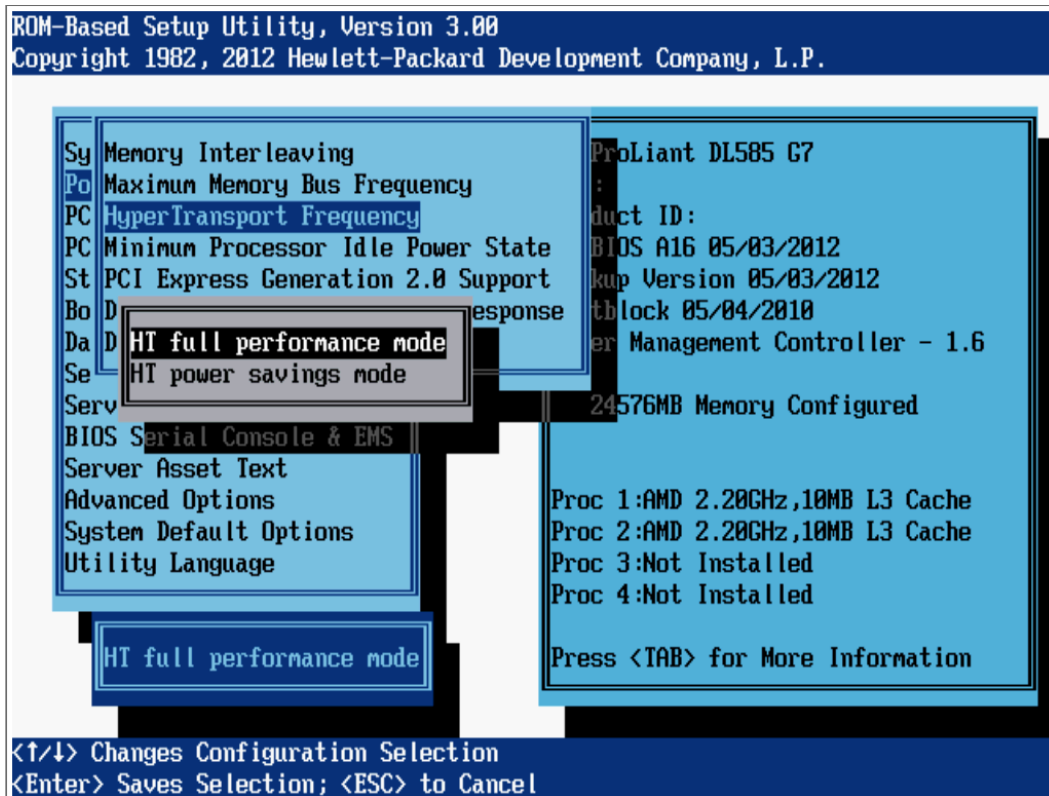 ROM-Based Setup Utility, Version 3.00
Copyright 1982, 2012 Hewlett-Packard Development Company, L.P.
Sy
Po
PC
PC
St
Bo
Da
Se
Serv
BIOS Serial Console & EMS
Server Asset Text
Advanced Options
System Default Options
Utility Language
Memory Interleaving
Maximum Memory Bus Frequency
HyperTransport Frequency
Minimum Processor Idle Power State
PCI Express Generation 2.0 Support
D esponse
D
HT full performance mode
HT power savings mode
HT full performance mode
ProLiant DL585 G7
:
duct ID:
BIOS A16 05/03/2012
kup Version 05/03/2012
tblock 05/04/2010
er Management Controller - 1.6
24576MB Memory Configured
Proc 1:AMD 2.20GHz,10MB L3 Cache
Proc 2:AMD 2.20GHz,10MB L3 Cache
Proc 3:Not Installed
Proc 4:Not Installed
Press <TAB> for More Information
<↑/↓> Changes Configuration Selection
<Enter> Saves Selection; <ESC> to Cancel